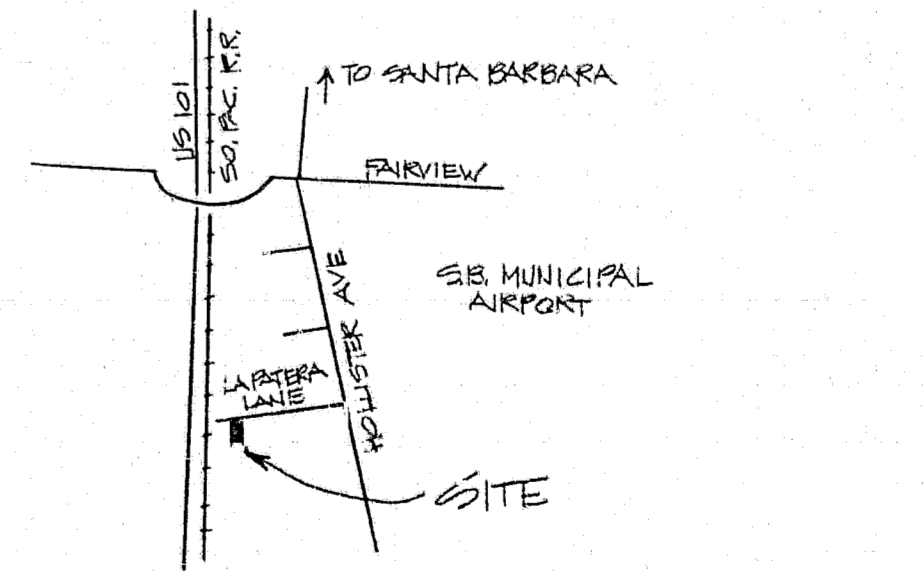 US 101
SO. PAC. R.R.
TO SANTA BARBARA
FAIRVIEW
HOLLISTER AVE
S.B. MUNICIPAL
AIRPORT
LA PATERA
LANE
SITE